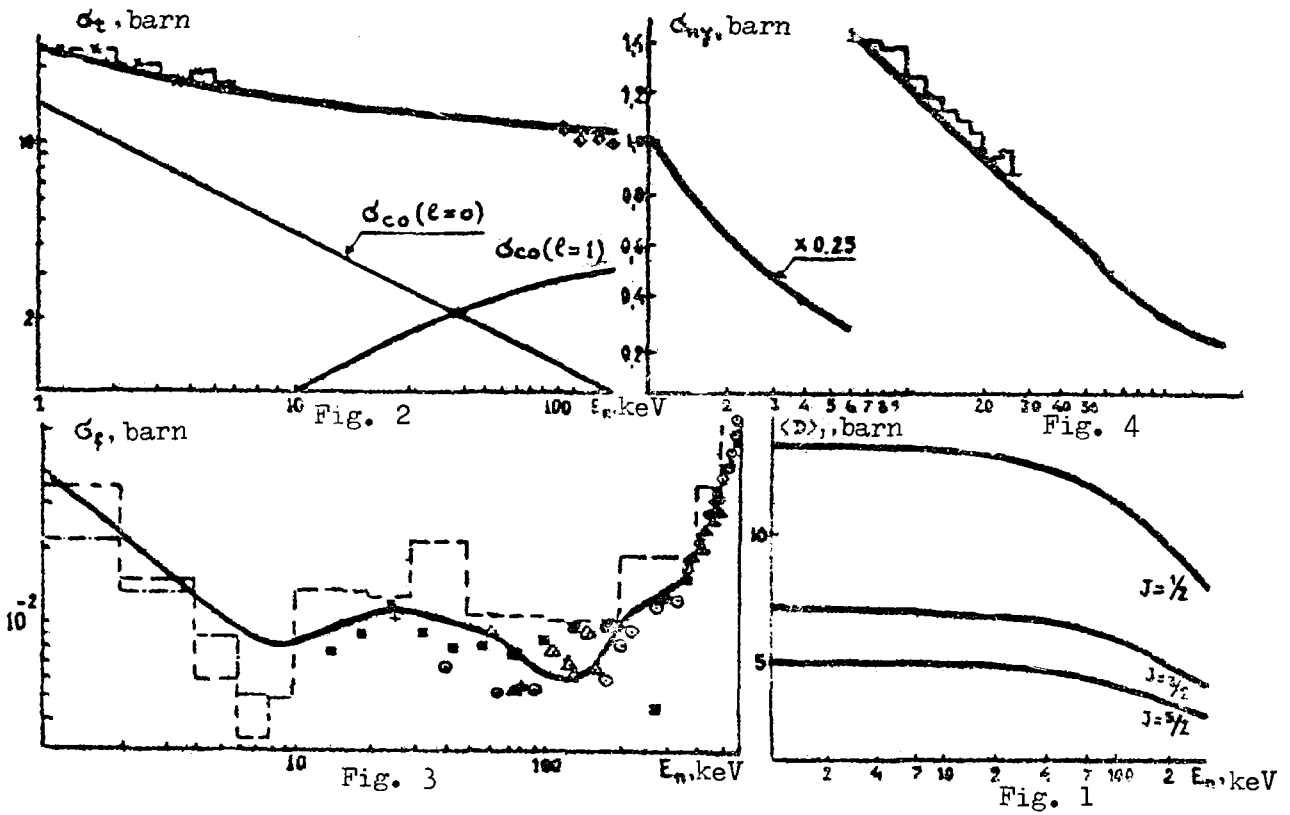 σt, barn
10
2
σco(ℓ=0)
σco(ℓ=1)
1 10 100 En, keV
Fig. 2
σnγ, barn
1,2
1,0
0,8
0,6
0,4
0,2
x 0.25
2 3 4 5 6 7 8 9 20 30 40 50
Fig. 4
σf, barn
10⁻²
10 100 En, keV
Fig. 3
⟨D⟩J, barn
10
5
J=1/2
J=3/2
J=5/2
2 4 7 10 2 4 7 100 2 En, keV
Fig. 1